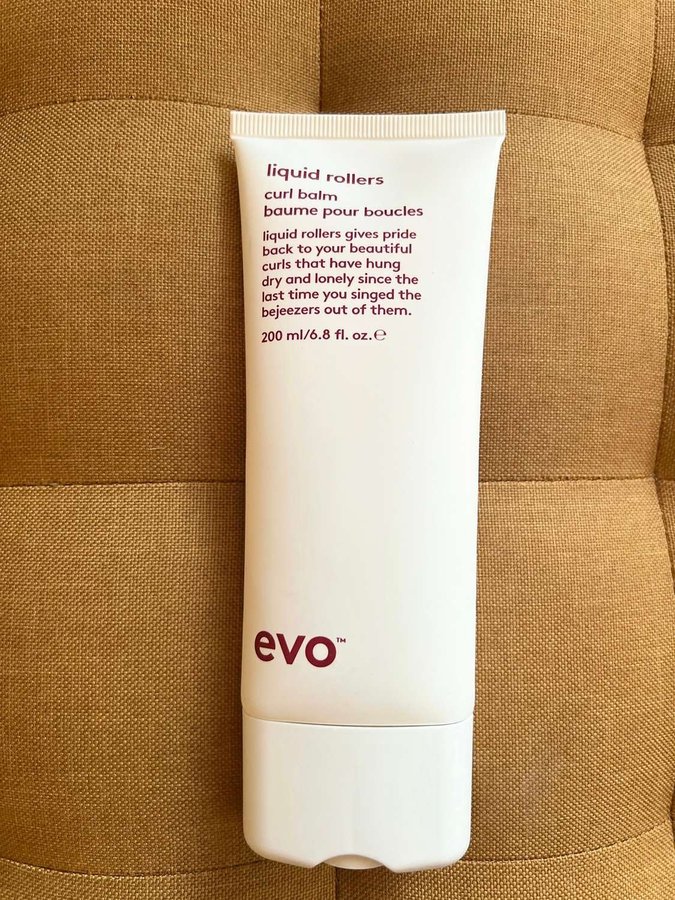 liquid rollers
curl balm
baume pour boucles
liquid rollers gives pride
back to your beautiful
curls that have hung
dry and lonely since the
last time you singed the
bejeezers out of them.
200 ml/6.8 fl. oz.℮
evo™